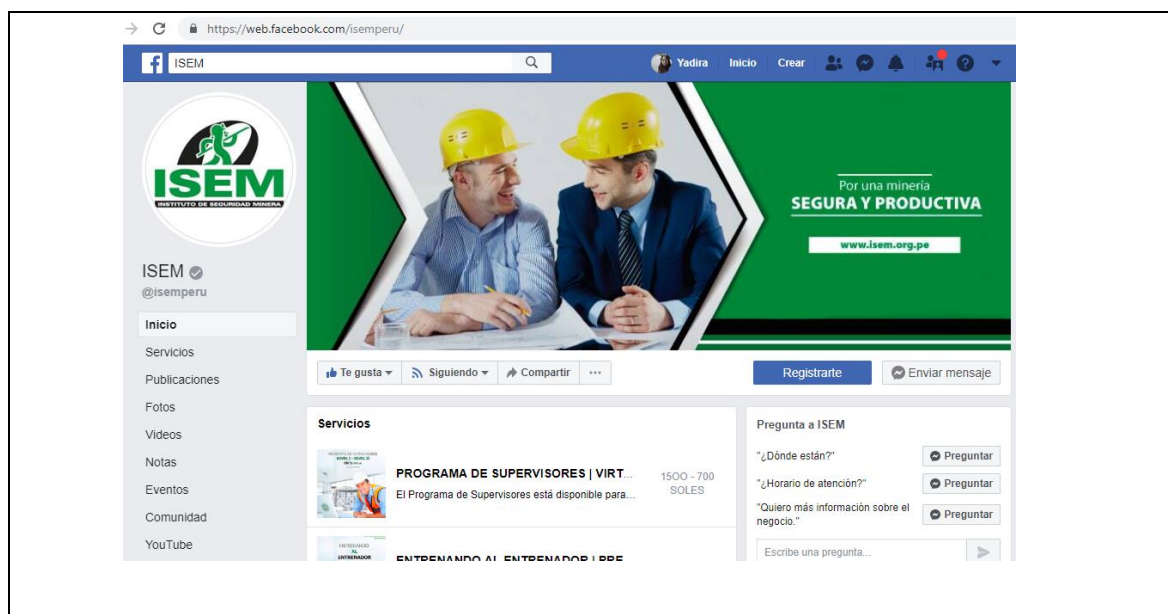 https://web.facebook.com/isemperu/
ISEM
Yadira Inicio Crear
ISEM
INSTITUTO DE SEGURIDAD MINERA
Por una minería
SEGURA Y PRODUCTIVA
www.isem.org.pe
ISEM
@isemperu
Inicio
Servicios
Publicaciones
Fotos
Videos
Notas
Eventos
Comunidad
YouTube
Te gusta Siguiendo Compartir ...
Registrarte Enviar mensaje
Servicios
PROGRAMA DE SUPERVISORES | VIRT...
El Programa de Supervisores está disponible para...
1500 - 700
SOLES
ENTRENANDO
AL
ENTRENADOR
ENTRENANDO AL ENTRENADOR | PRE
Pregunta a ISEM
"¿Dónde están?" Preguntar
"¿Horario de atención?" Preguntar
"Quiero más información sobre el
negocio." Preguntar
Escribe una pregunta...